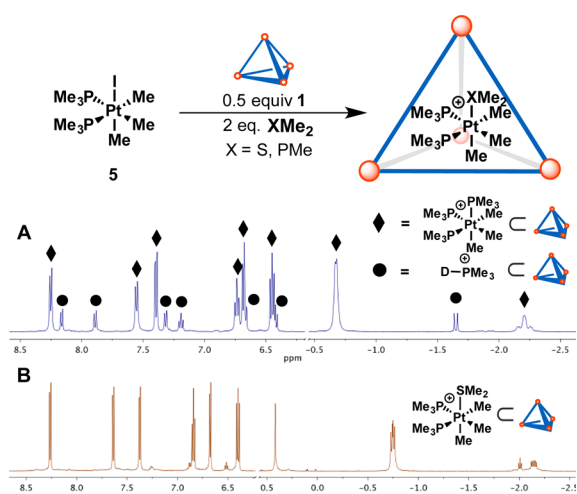 I
Me₃P Me
Pt
Me₃P Me
Me
5
0.5 equiv 1
2 eq. XMe₂
X = S, PMe
⊕XMe₂
Me₃P Me
Pt
Me₃P Me
Me
A
⊕PMe₃
Me₃P Me
Pt
Me₃P Me
Me
= ⊂
⊕
= D–PMe₃ ⊂
8.5 8.0 7.5 7.0 6.5 -0.5 -1.0 -1.5 -2.0 -2.5
ppm
B
⊕SMe₂
Me₃P Me
Pt ⊂
Me₃P Me
Me
8.5 8.0 7.5 7.0 6.5 0.5 0.0 -0.5 -1.0 -1.5 -2.0 -2.5